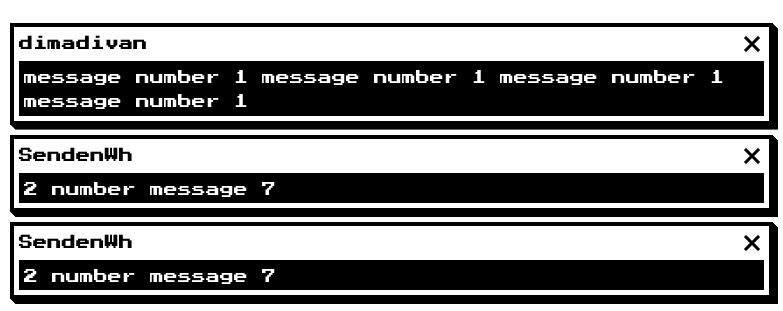 dimadivan
message number 1 message number 1 message number 1
message number 1
SendenWh
2 number message 7
SendenWh
2 number message 7